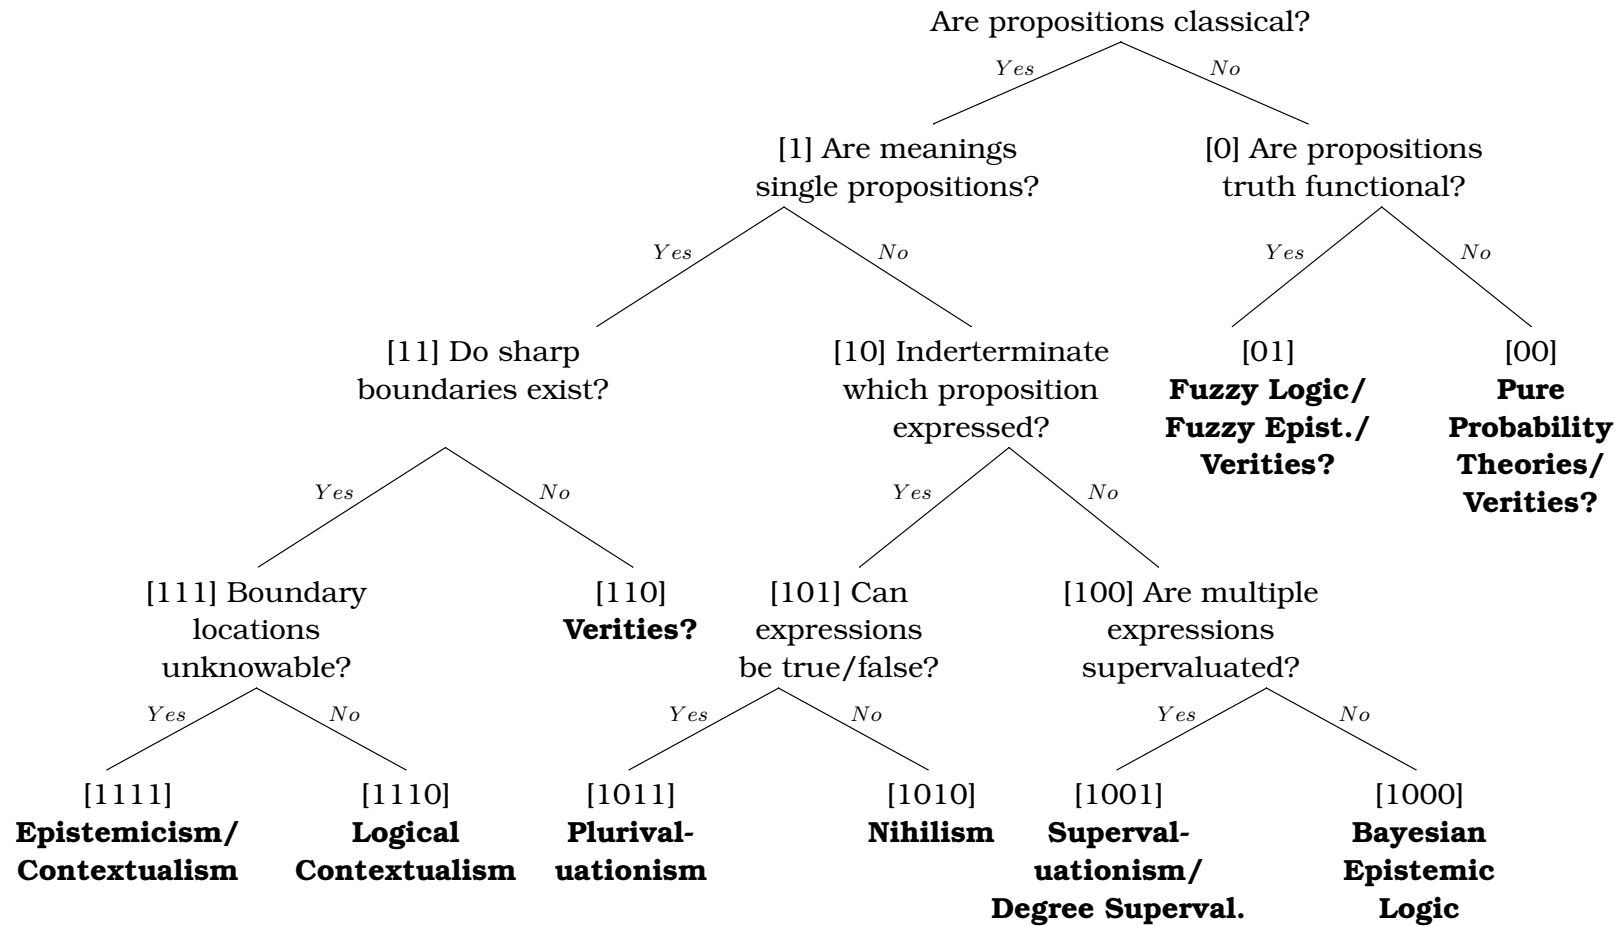 Are propositions classical?
Yes
No
[1] Are meanings
single propositions?
[0] Are propositions
truth functional?
Yes
No
Yes
No
[11] Do sharp
boundaries exist?
[10] Inderterminate
which proposition
expressed?
[01]
Fuzzy Logic/
Fuzzy Epist./
Verities?
[00]
Pure
Probability
Theories/
Verities?
Yes
No
Yes
No
[111] Boundary
locations
unknowable?
[110]
Verities?
[101] Can
expressions
be true/false?
[100] Are multiple
expressions
supervaluated?
Yes
No
Yes
No
Yes
No
[1111]
Epistemicism/
Contextualism
[1110]
Logical
Contextualism
[1011]
Plurival-
uationism
[1010]
Nihilism
[1001]
Superval-
uationism/
Degree Superval.
[1000]
Bayesian
Epistemic
Logic